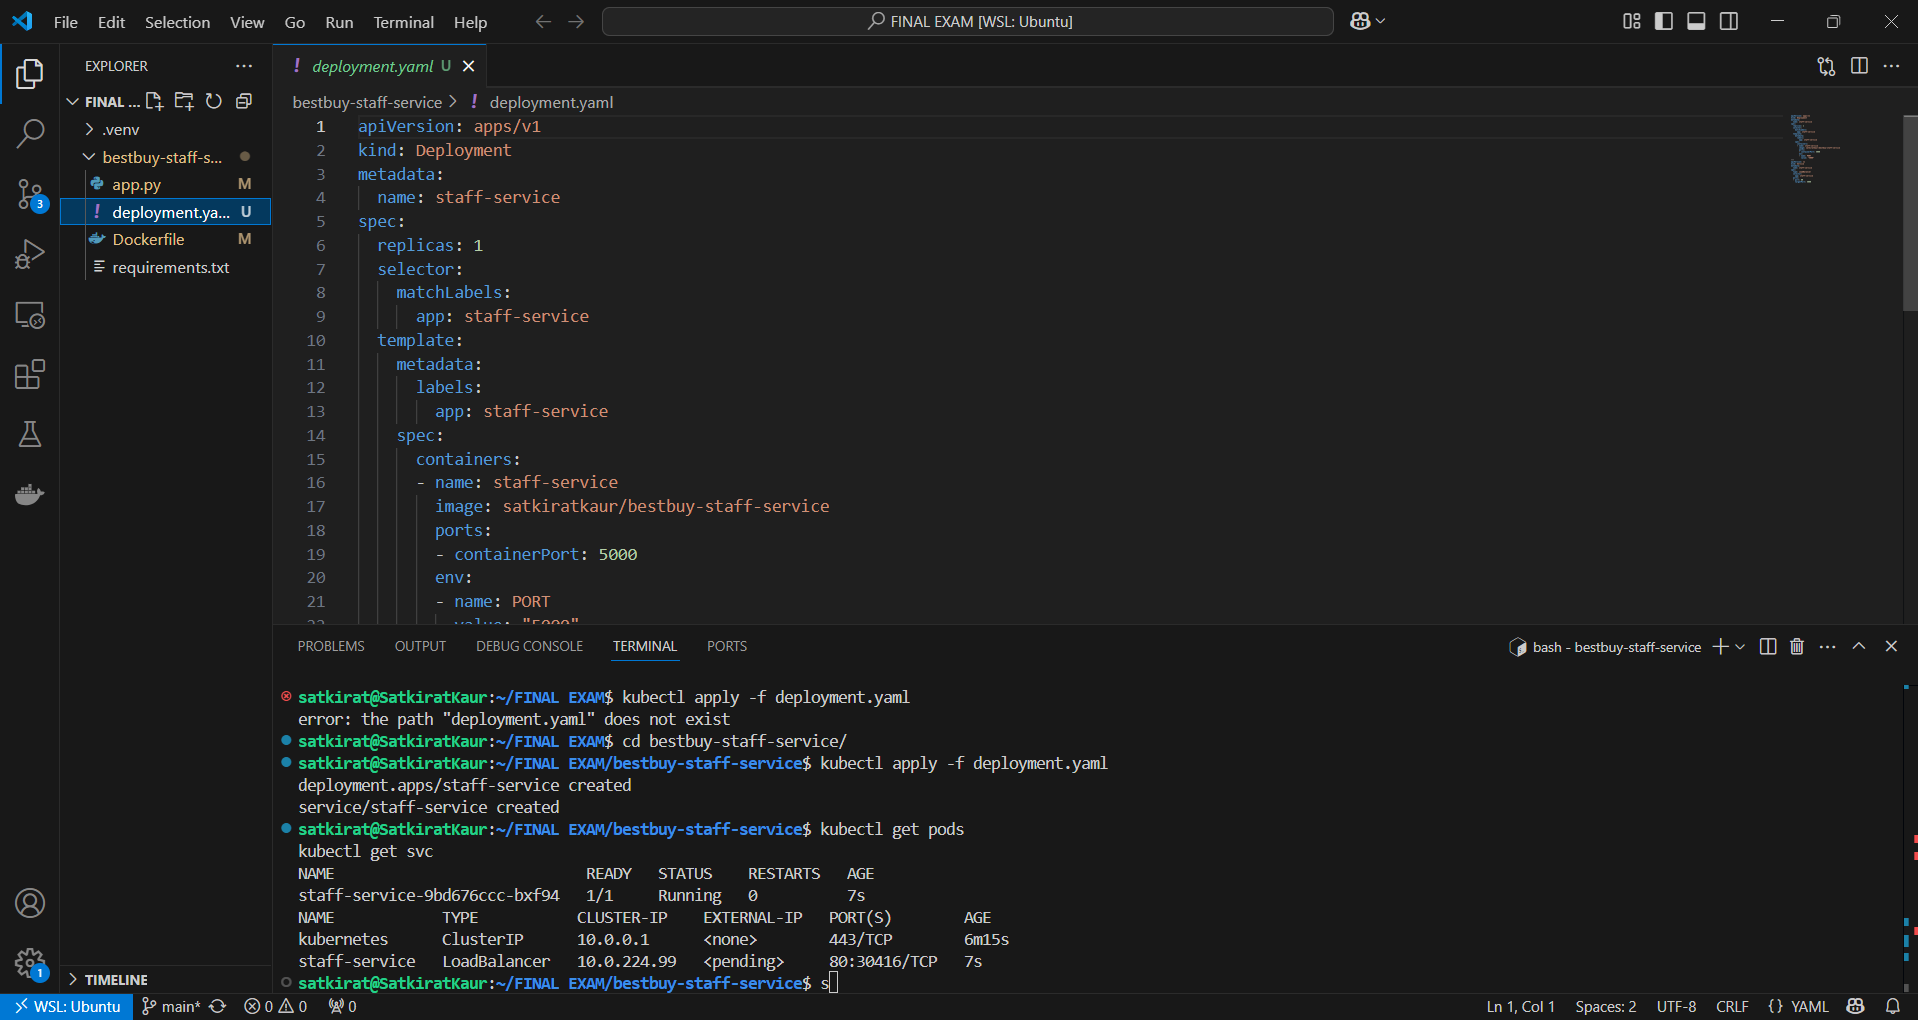 File Edit Selection View Go Run Terminal Help
FINAL EXAM [WSL: Ubuntu]
EXPLORER
FINAL ...
.venv
bestbuy-staff-s...
app.py M
deployment.ya... U
Dockerfile M
requirements.txt
TIMELINE
3
1
deployment.yaml U
bestbuy-staff-service > ! deployment.yaml
1 apiVersion: apps/v1
2 kind: Deployment
3 metadata:
4 name: staff-service
5 spec:
6 replicas: 1
7 selector:
8 matchLabels:
9 app: staff-service
10 template:
11 metadata:
12 labels:
13 app: staff-service
14 spec:
15 containers:
16 - name: staff-service
17 image: satkiratkaur/bestbuy-staff-service
18 ports:
19 - containerPort: 5000
20 env:
21 - name: PORT
22 value: "5000"
PROBLEMS OUTPUT DEBUG CONSOLE TERMINAL PORTS
bash - bestbuy-staff-service
satkirat@SatkiratKaur:~/FINAL EXAM$ kubectl apply -f deployment.yaml
error: the path "deployment.yaml" does not exist
satkirat@SatkiratKaur:~/FINAL EXAM$ cd bestbuy-staff-service/
satkirat@SatkiratKaur:~/FINAL EXAM/bestbuy-staff-service$ kubectl apply -f deployment.yaml
deployment.apps/staff-service created
service/staff-service created
satkirat@SatkiratKaur:~/FINAL EXAM/bestbuy-staff-service$ kubectl get pods
kubectl get svc
NAME READY STATUS RESTARTS AGE
staff-service-9bd676ccc-bxf94 1/1 Running 0 7s
NAME TYPE CLUSTER-IP EXTERNAL-IP PORT(S) AGE
kubernetes ClusterIP 10.0.0.1 <none> 443/TCP 6m15s
staff-service LoadBalancer 10.0.224.99 <pending> 80:30416/TCP 7s
satkirat@SatkiratKaur:~/FINAL EXAM/bestbuy-staff-service$ s
WSL: Ubuntu main* 0 0 0 Ln 1, Col 1 Spaces: 2 UTF-8 CRLF {} YAML